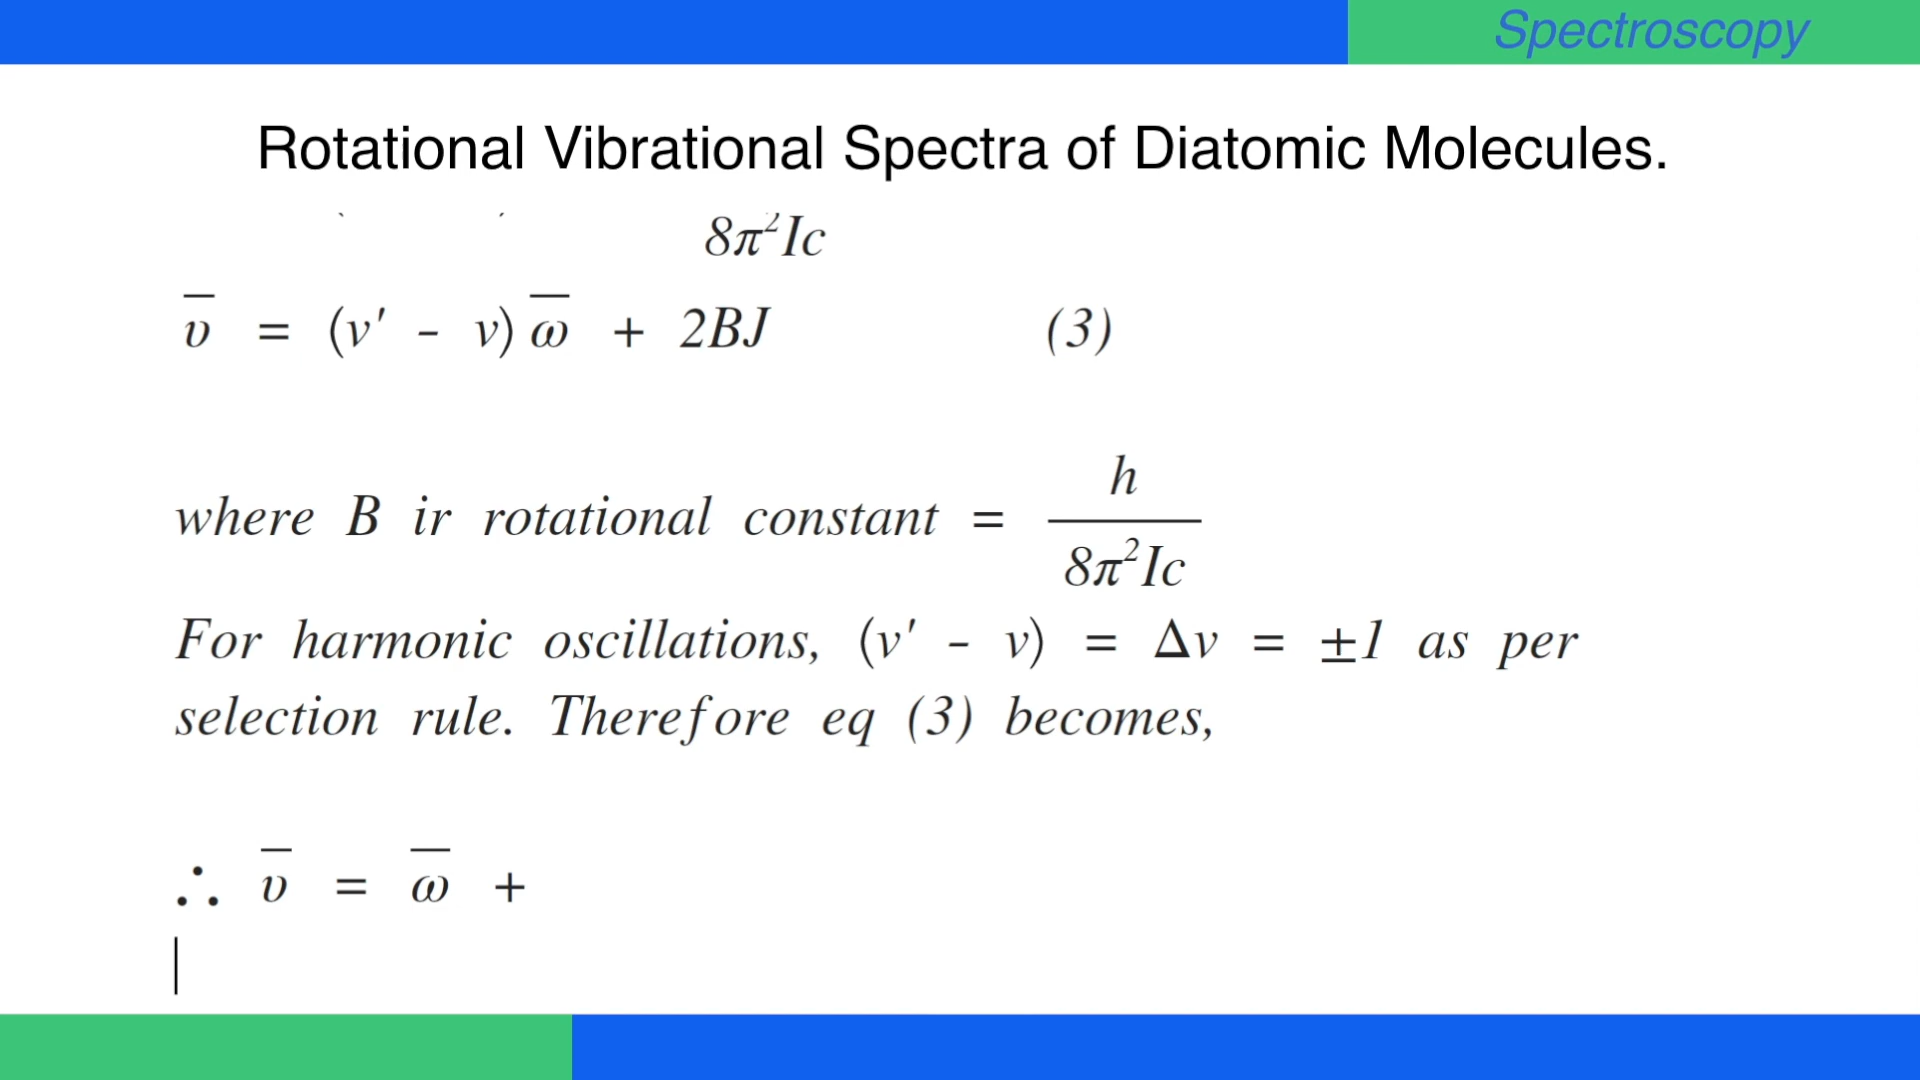 Spectroscopy
Rotational Vibrational Spectra of Diatomic Molecules.
8π²Ic
ῡ = (v' - v) ω̅ + 2BJ (3)
h
where B ir rotational constant =
8π²Ic
For harmonic oscillations, (v' - v) = Δv = ±1 as per
selection rule. Therefore eq (3) becomes,
∴ ῡ = ω̅ +